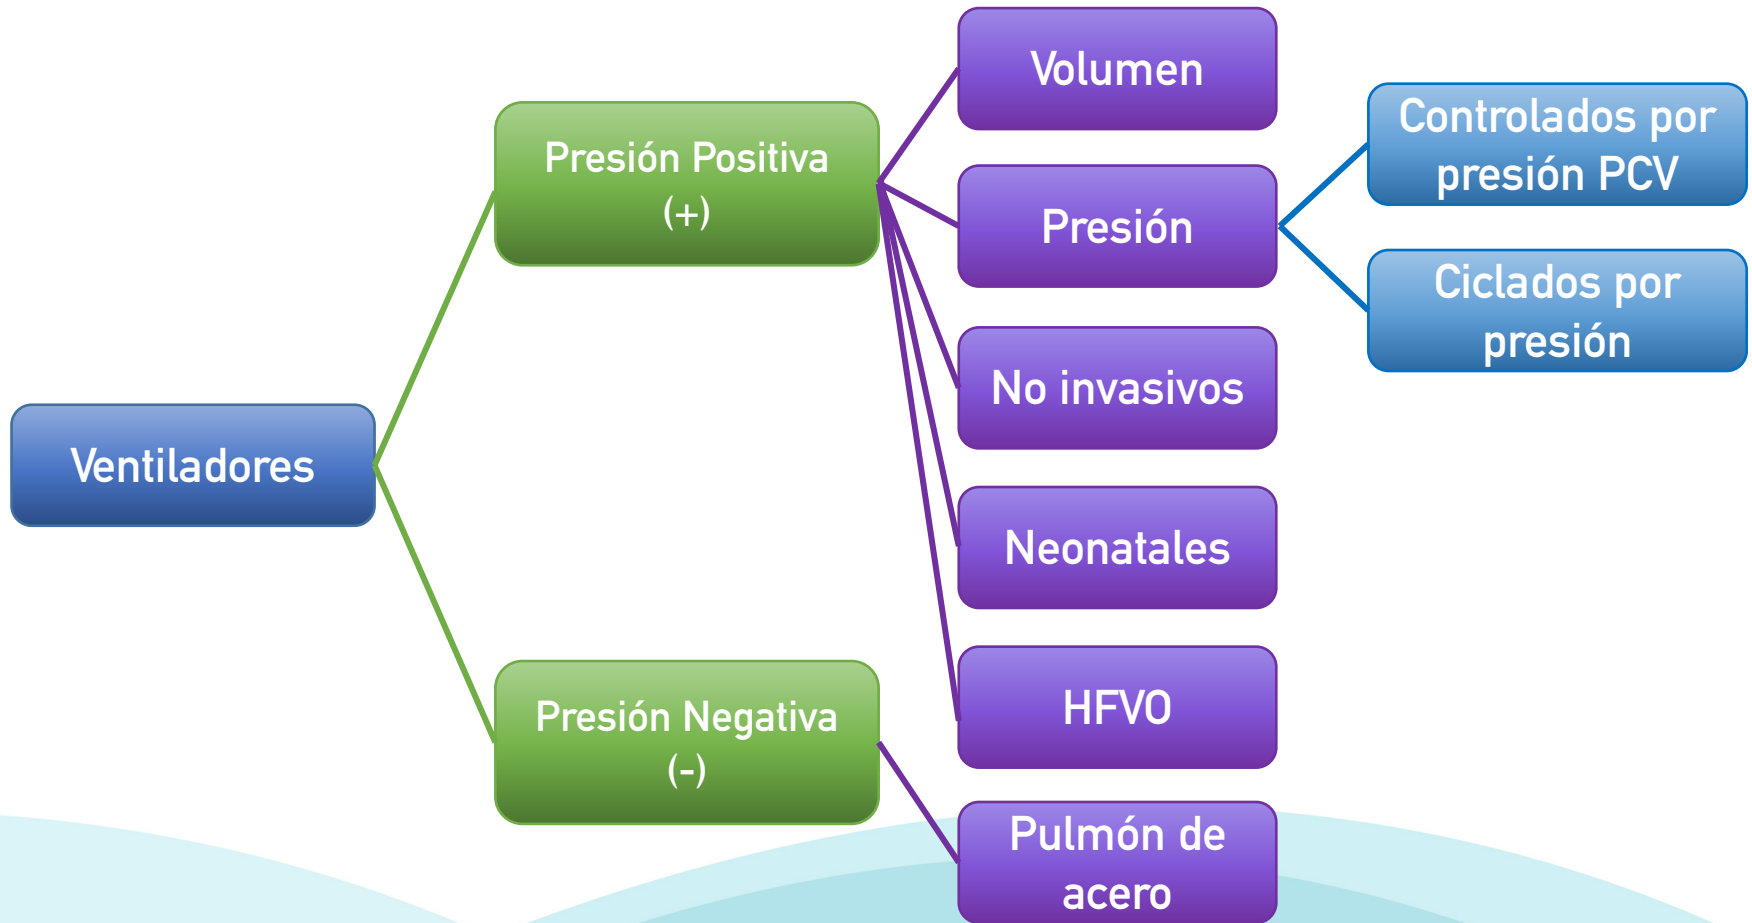 Ventiladores
Presión Positiva
(+)
Presión Negativa
(-)
Volumen
Presión
No invasivos
Neonatales
HFVO
Pulmón de
acero
Controlados por
presión PCV
Ciclados por
presión